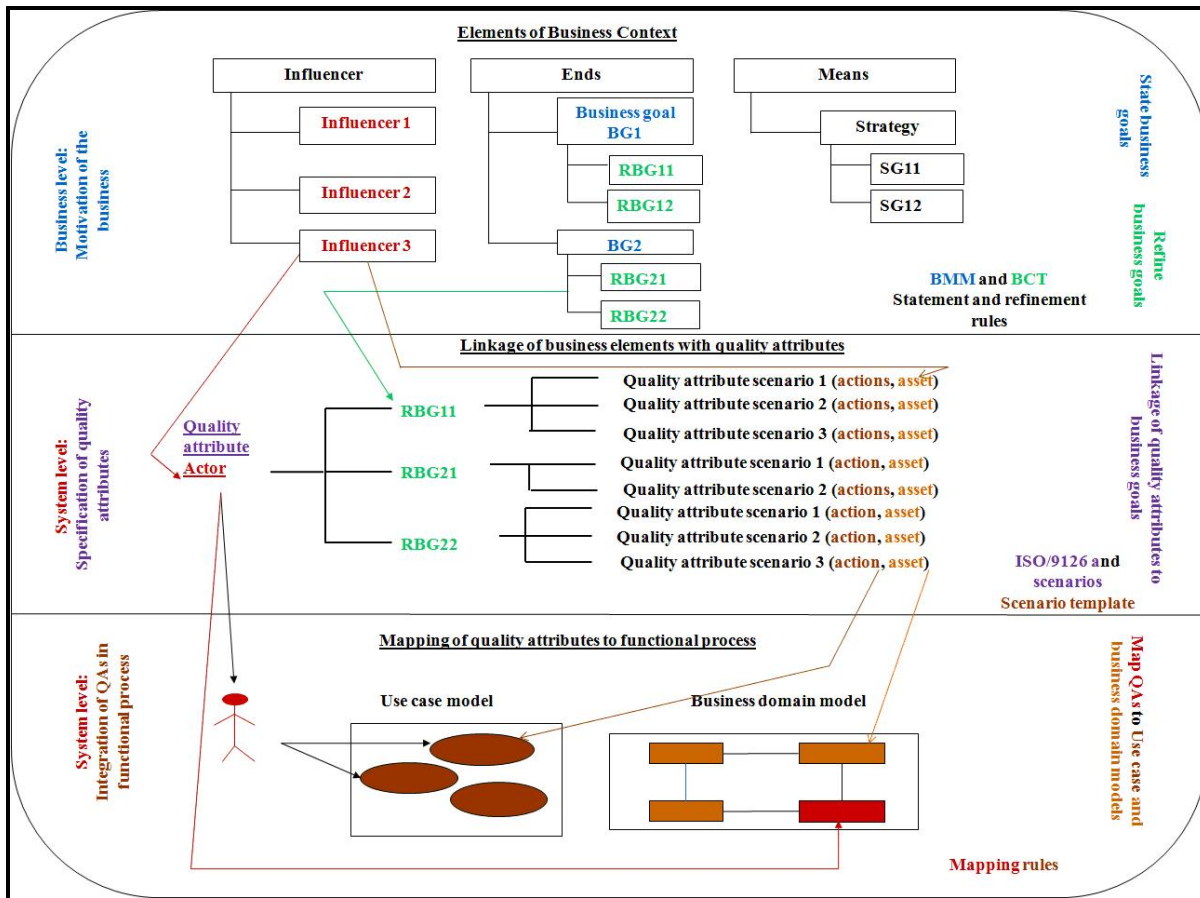 Elements of Business Context
Influencer
Ends
Means
Influencer 1
Influencer 2
Influencer 3
Business goal
BG1
RBG11
RBG12
BG2
RBG21
RBG22
Strategy
SG11
SG12
Business level:
Motivation of the
business
State business
goals
Refine
business goals
BMM and BCT
Statement and refinement
rules
Linkage of business elements with quality attributes
System level:
Specification of quality
attributes
Quality
attribute
Actor
RBG11
Quality attribute scenario 1 (actions, asset)
Quality attribute scenario 2 (actions, asset)
Quality attribute scenario 3 (actions, asset)
RBG21
Quality attribute scenario 1 (action, asset)
Quality attribute scenario 2 (actions, asset)
RBG22
Quality attribute scenario 1 (action, asset)
Quality attribute scenario 2 (action, asset)
Quality attribute scenario 3 (action, asset)
Linkage of quality attributes to
business goals
ISO/9126 and
scenarios
Scenario template
Mapping of quality attributes to functional process
System level:
Integration of QAs in
functional process
Use case model
Business domain model
Map QAs to Use case and
business domain models
Mapping rules